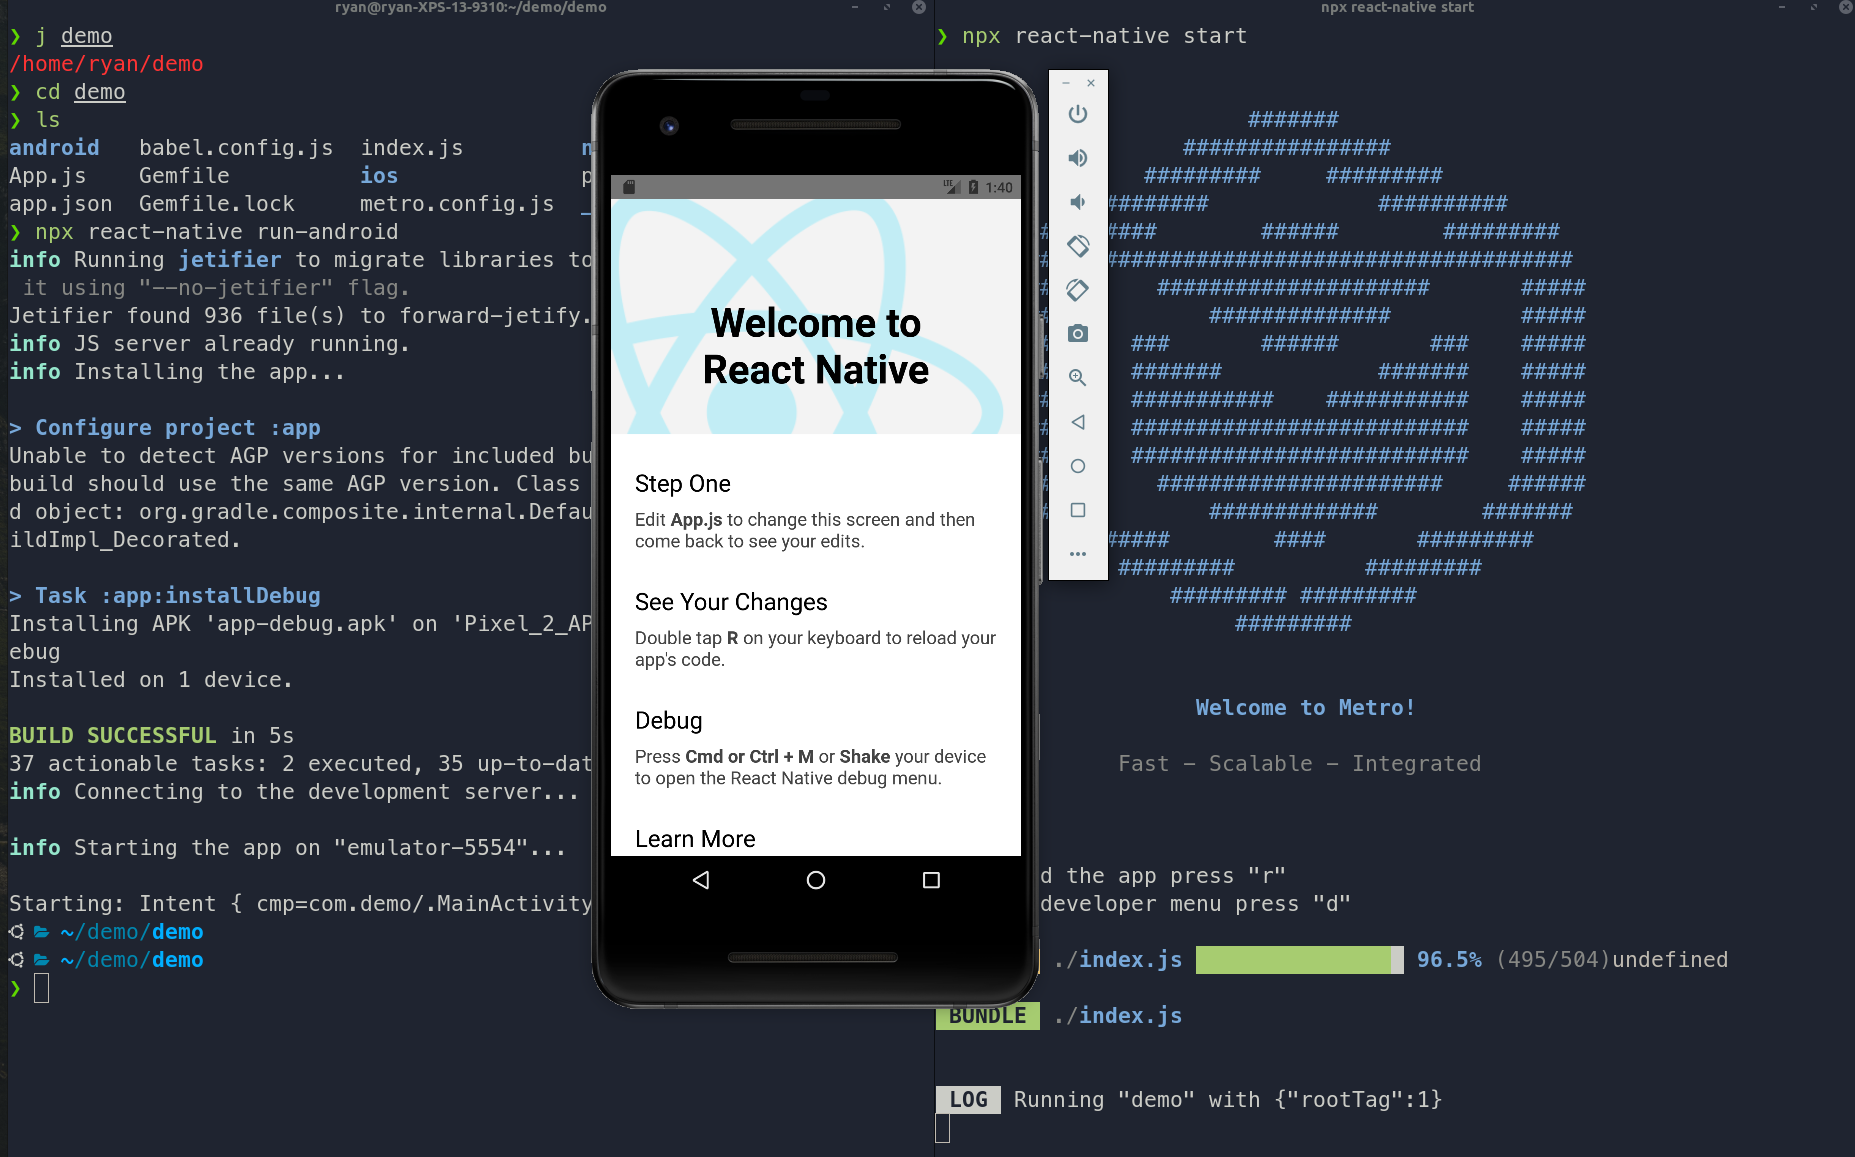 ryan@ryan-XPS-13-9310:~/demo/demo
❯ j demo
/home/ryan/demo
❯ cd demo
❯ ls
android babel.config.js index.js
App.js Gemfile ios
app.json Gemfile.lock metro.config.js
❯ npx react-native run-android
info Running jetifier to migrate libraries to
it using "--no-jetifier" flag.
Jetifier found 936 file(s) to forward-jetify.
info JS server already running.
info Installing the app...
> Configure project :app
Unable to detect AGP versions for included
build should use the same AGP version. Class
d object: org.gradle.composite.internal.Defau
ildImpl_Decorated.
> Task :app:installDebug
Installing APK 'app-debug.apk' on 'Pixel_2_AP
ebug
Installed on 1 device.
BUILD SUCCESSFUL in 5s
37 actionable tasks: 2 executed, 35 up-to-dat
info Connecting to the development server...
info Starting the app on "emulator-5554"...
Starting: Intent { cmp=com.demo/.MainActivity
~/demo/demo
~/demo/demo
❯
LTE 1:40
Welcome to
React Native
Step One
Edit App.js to change this screen and then
come back to see your edits.
See Your Changes
Double tap R on your keyboard to reload your
app's code.
Debug
Press Cmd or Ctrl + M or Shake your device
to open the React Native debug menu.
Learn More
npx react-native start
❯ npx react-native start
#######
################
######### #########
######## ##########
#### ###### #########
####################################
##################### #####
############## #####
### ###### ### #####
####### ####### #####
########### ########### #####
########################## #####
########################## #####
###################### ######
############# #######
##### #### #########
######### #########
######### #########
#########
Welcome to Metro!
Fast - Scalable - Integrated
d the app press "r"
developer menu press "d"
./index.js 96.5% (495/504)undefined
BUNDLE ./index.js
LOG Running "demo" with {"rootTag":1}